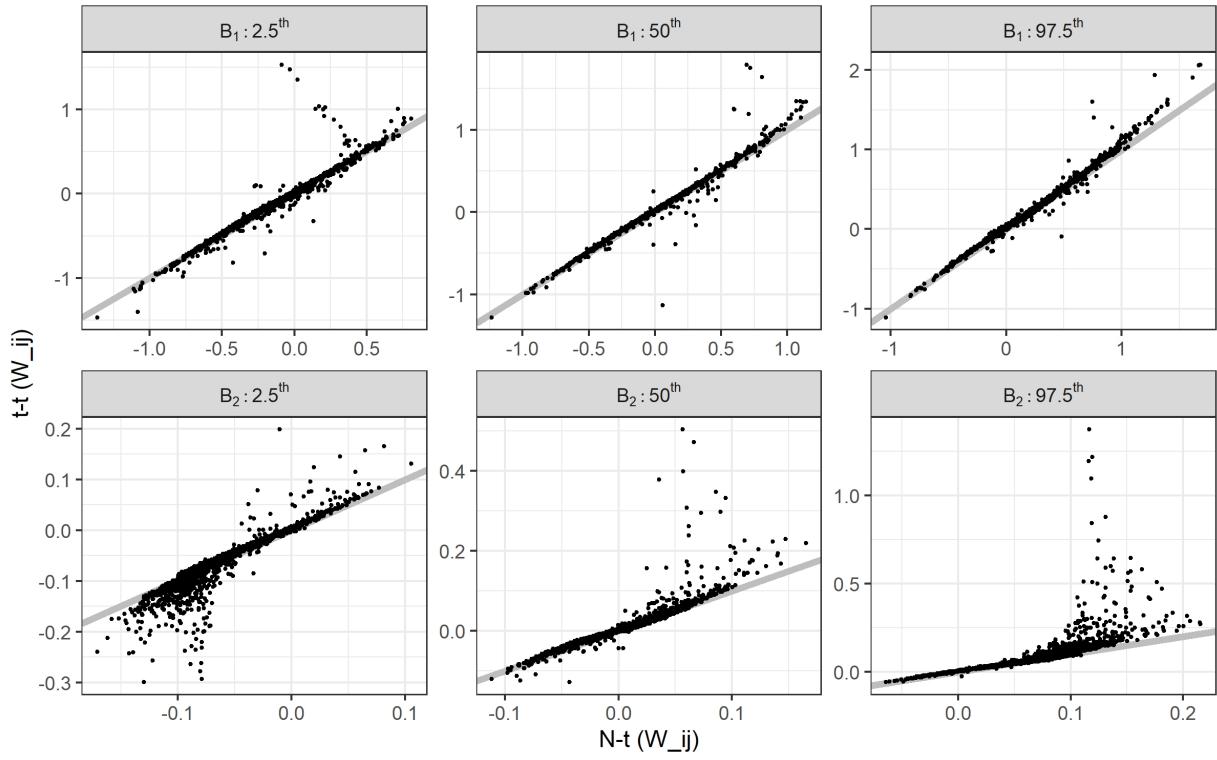 B₁ : 2.5ᵗʰ
B₁ : 50ᵗʰ
B₁ : 97.5ᵗʰ
1
0
-1
-1.0 -0.5 0.0 0.5
1
0
-1
-1.0 -0.5 0.0 0.5 1.0
2
1
0
-1
-1 0 1
B₂ : 2.5ᵗʰ
B₂ : 50ᵗʰ
B₂ : 97.5ᵗʰ
0.2
0.1
0.0
-0.1
-0.2
-0.3
-0.1 0.0 0.1
0.4
0.2
0.0
-0.1 0.0 0.1
1.0
0.5
0.0
0.0 0.1 0.2
t-t (W_ij)
N-t (W_ij)